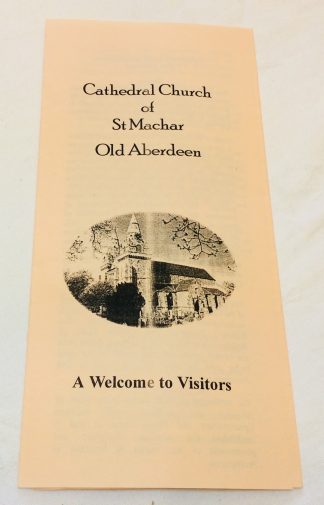 Cathedral Church
of
St Machar
Old Aberdeen
A Welcome to Visitors